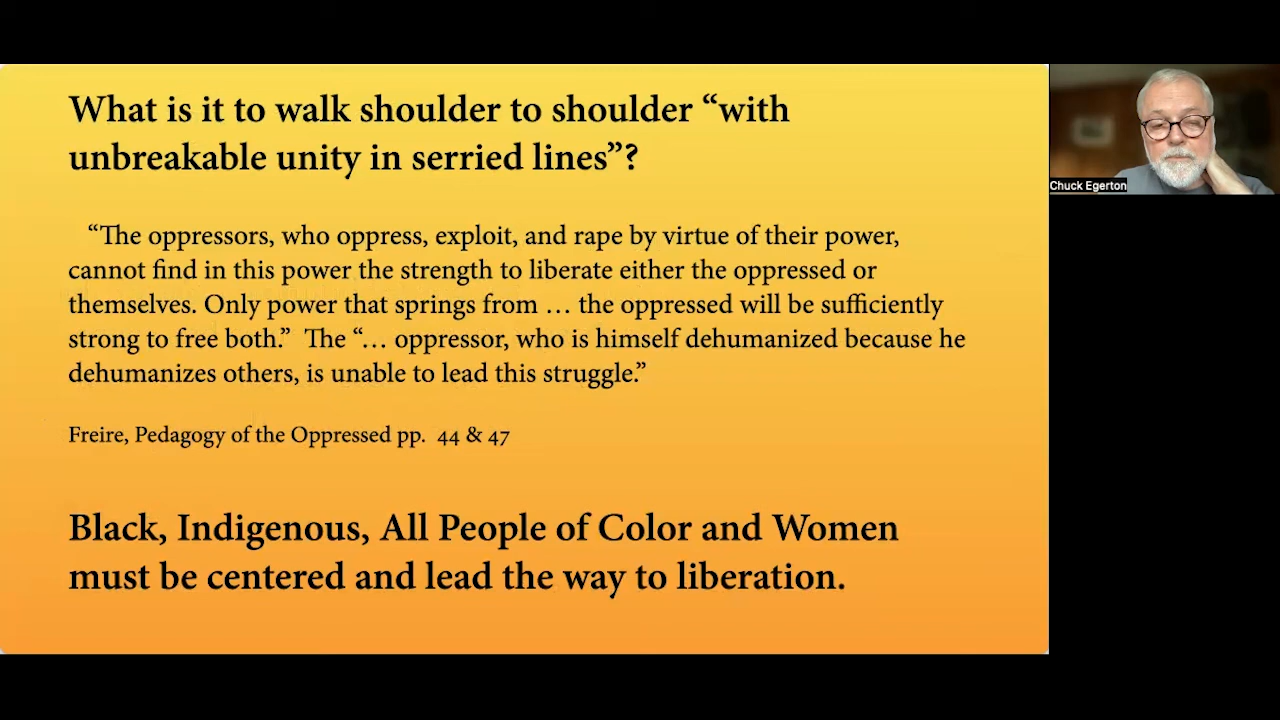 What is it to walk shoulder to shoulder “with
unbreakable unity in serried lines”?
“The oppressors, who oppress, exploit, and rape by virtue of their power,
cannot find in this power the strength to liberate either the oppressed or
themselves. Only power that springs from … the oppressed will be sufficiently
strong to free both.” The “… oppressor, who is himself dehumanized because he
dehumanizes others, is unable to lead this struggle.”
Freire, Pedagogy of the Oppressed pp. 44 & 47
Black, Indigenous, All People of Color and Women
must be centered and lead the way to liberation.
Chuck Egerton